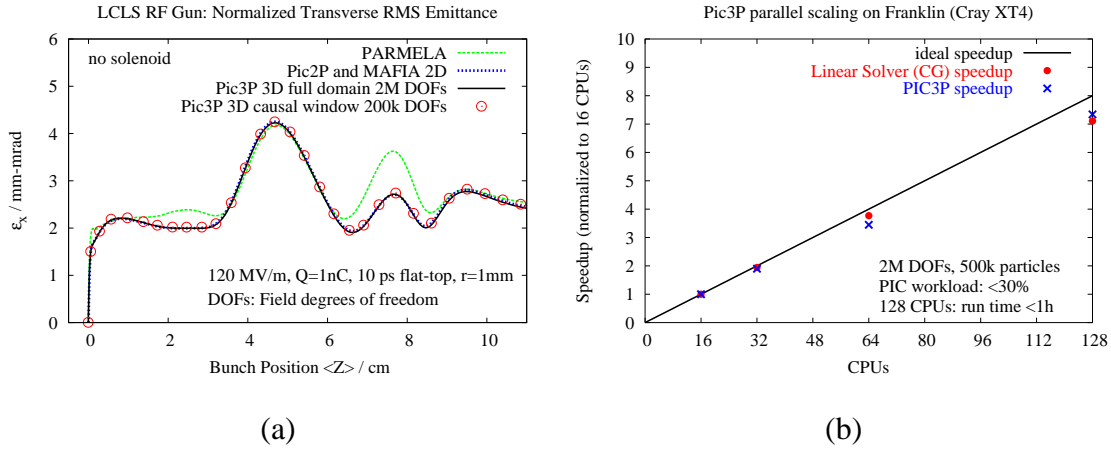 LCLS RF Gun: Normalized Transverse RMS Emittance
no solenoid
PARMELA
Pic2P and MAFIA 2D
Pic3P 3D full domain 2M DOFs
Pic3P 3D causal window 200k DOFs
120 MV/m, Q=1nC, 10 ps flat-top, r=1mm
DOFs: Field degrees of freedom
ε_x / mm-mrad
6
5
4
3
2
1
0
0 2 4 6 8 10
Bunch Position <Z> / cm
(a)
Pic3P parallel scaling on Franklin (Cray XT4)
ideal speedup
Linear Solver (CG) speedup
PIC3P speedup
2M DOFs, 500k particles
PIC workload: <30%
128 CPUs: run time <1h
Speedup (normalized to 16 CPUs)
10
9
8
7
6
5
4
3
2
1
0
0 16 32 48 64 80 96 112 128
CPUs
(b)